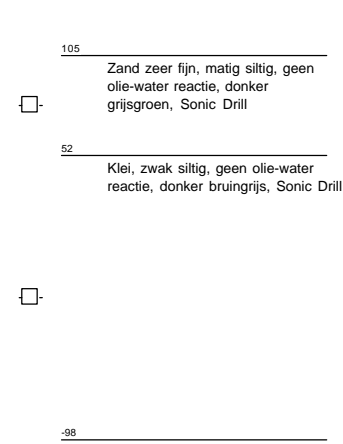 105
Zand zeer fijn, matig siltig, geen
olie-water reactie, donker
grijsgroen, Sonic Drill
52
Klei, zwak siltig, geen olie-water
reactie, donker bruingrijs, Sonic Drill
-98